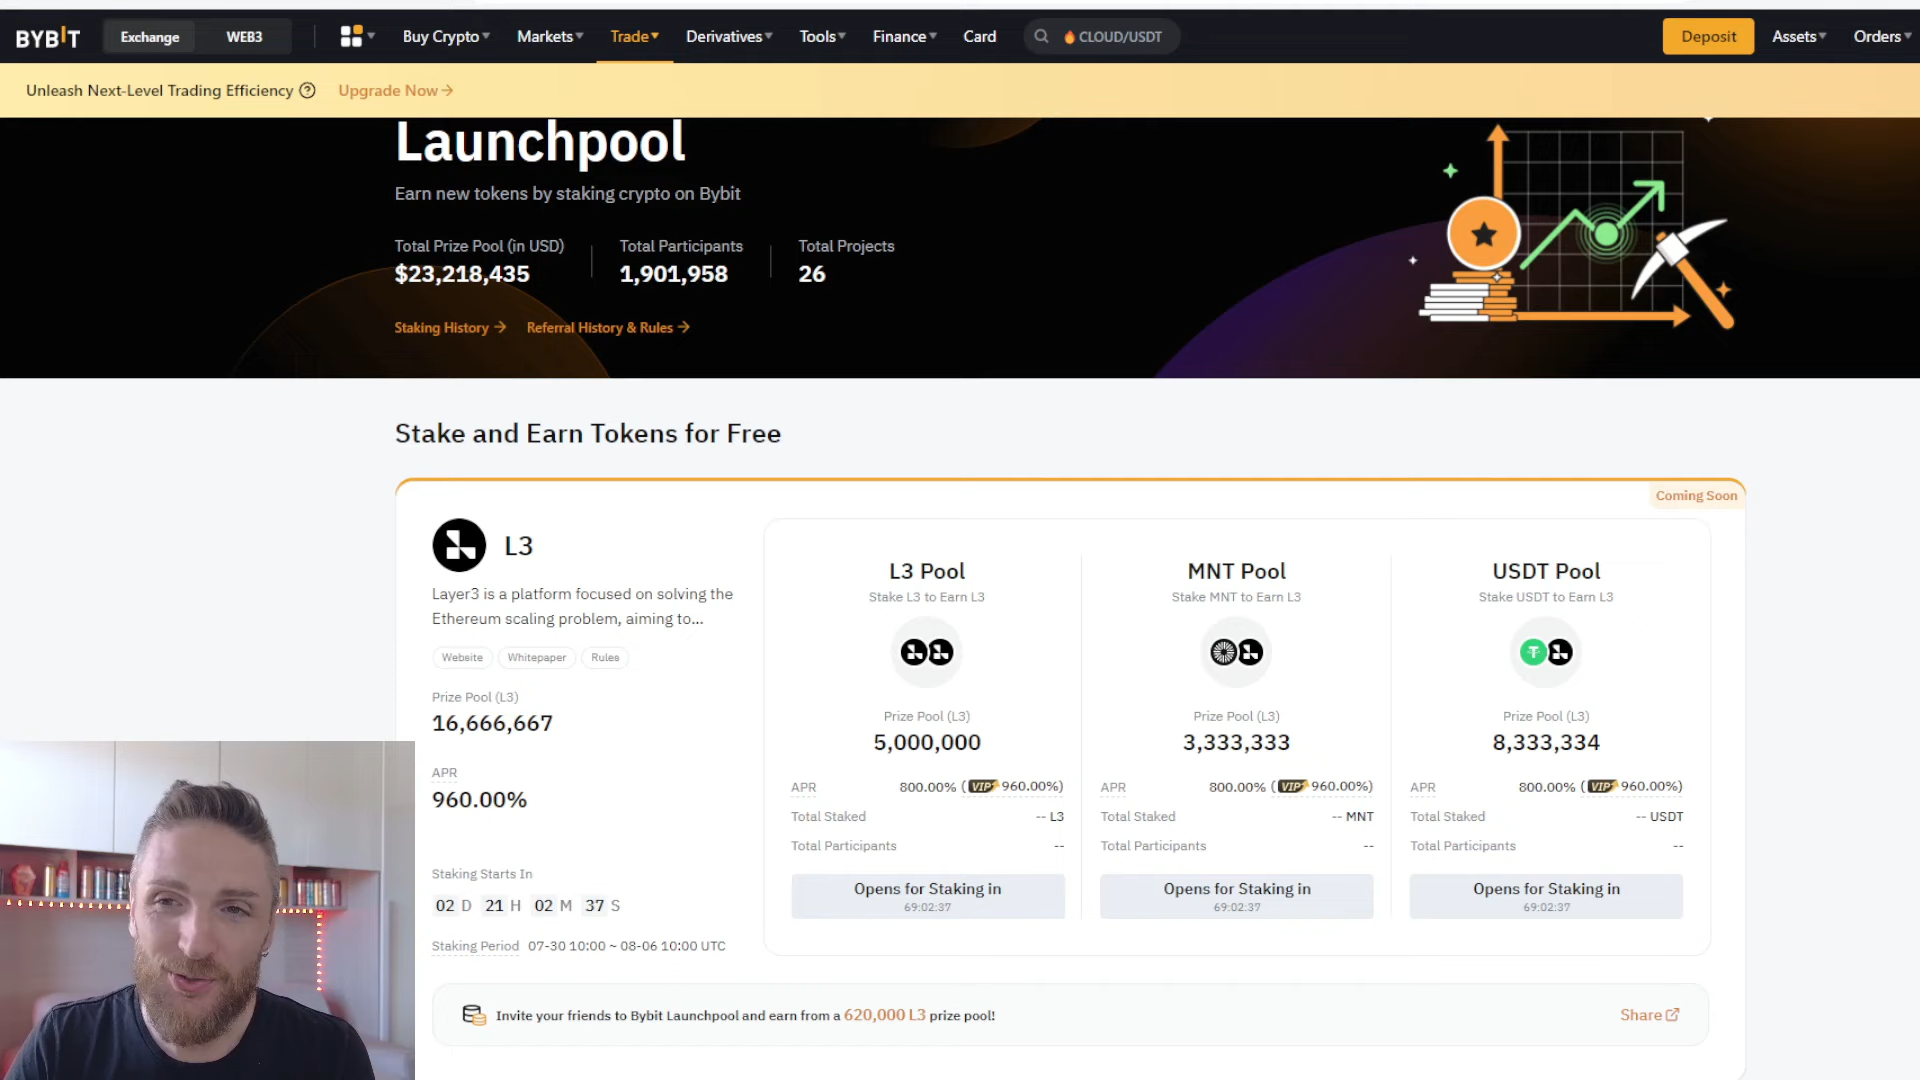 BYBIT Exchange WEB3 Buy Crypto Markets Trade Derivatives Tools Finance Card CLOUD/USDT Deposit Assets Orders
Unleash Next-Level Trading Efficiency Upgrade Now
Launchpool
Earn new tokens by staking crypto on Bybit
Total Prize Pool (in USD) Total Participants Total Projects
$23,218,435 1,901,958 26
Staking History Referral History & Rules
Stake and Earn Tokens for Free
Coming Soon
L3
Layer3 is a platform focused on solving the
Ethereum scaling problem, aiming to...
Website Whitepaper Rules
Prize Pool (L3)
16,666,667
APR
960.00%
Staking Starts In
02 D 21 H 02 M 37 S
Staking Period 07-30 10:00 ~ 08-06 10:00 UTC
L3 Pool
Stake L3 to Earn L3
Prize Pool (L3)
5,000,000
APR 800.00% (VIP 960.00%)
Total Staked -- L3
Total Participants --
Opens for Staking in
69:02:37
MNT Pool
Stake MNT to Earn L3
Prize Pool (L3)
3,333,333
APR 800.00% (VIP 960.00%)
Total Staked -- MNT
Total Participants --
Opens for Staking in
69:02:37
USDT Pool
Stake USDT to Earn L3
Prize Pool (L3)
8,333,334
APR 800.00% (VIP 960.00%)
Total Staked -- USDT
Total Participants --
Opens for Staking in
69:02:37
Invite your friends to Bybit Launchpool and earn from a 620,000 L3 prize pool! Share